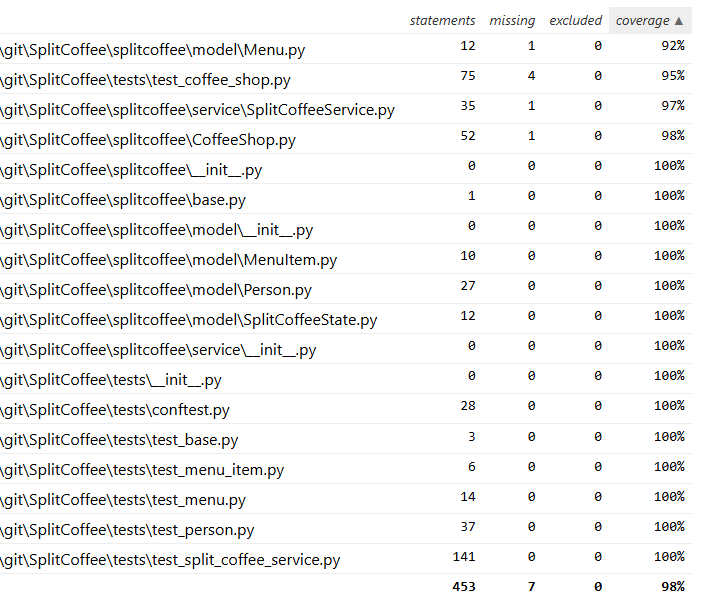 statements missing excluded coverage ▲
\git\SplitCoffee\splitcoffee\model\Menu.py 12 1 0 92%
\git\SplitCoffee\tests\test_coffee_shop.py 75 4 0 95%
\git\SplitCoffee\splitcoffee\service\SplitCoffeeService.py 35 1 0 97%
\git\SplitCoffee\splitcoffee\CoffeeShop.py 52 1 0 98%
\git\SplitCoffee\splitcoffee\__init__.py 0 0 0 100%
\git\SplitCoffee\splitcoffee\base.py 1 0 0 100%
\git\SplitCoffee\splitcoffee\model\__init__.py 0 0 0 100%
\git\SplitCoffee\splitcoffee\model\MenuItem.py 10 0 0 100%
\git\SplitCoffee\splitcoffee\model\Person.py 27 0 0 100%
\git\SplitCoffee\splitcoffee\model\SplitCoffeeState.py 12 0 0 100%
\git\SplitCoffee\splitcoffee\service\__init__.py 0 0 0 100%
\git\SplitCoffee\tests\__init__.py 0 0 0 100%
\git\SplitCoffee\tests\conftest.py 28 0 0 100%
\git\SplitCoffee\tests\test_base.py 3 0 0 100%
\git\SplitCoffee\tests\test_menu_item.py 6 0 0 100%
\git\SplitCoffee\tests\test_menu.py 14 0 0 100%
\git\SplitCoffee\tests\test_person.py 37 0 0 100%
\git\SplitCoffee\tests\test_split_coffee_service.py 141 0 0 100%
453 7 0 98%